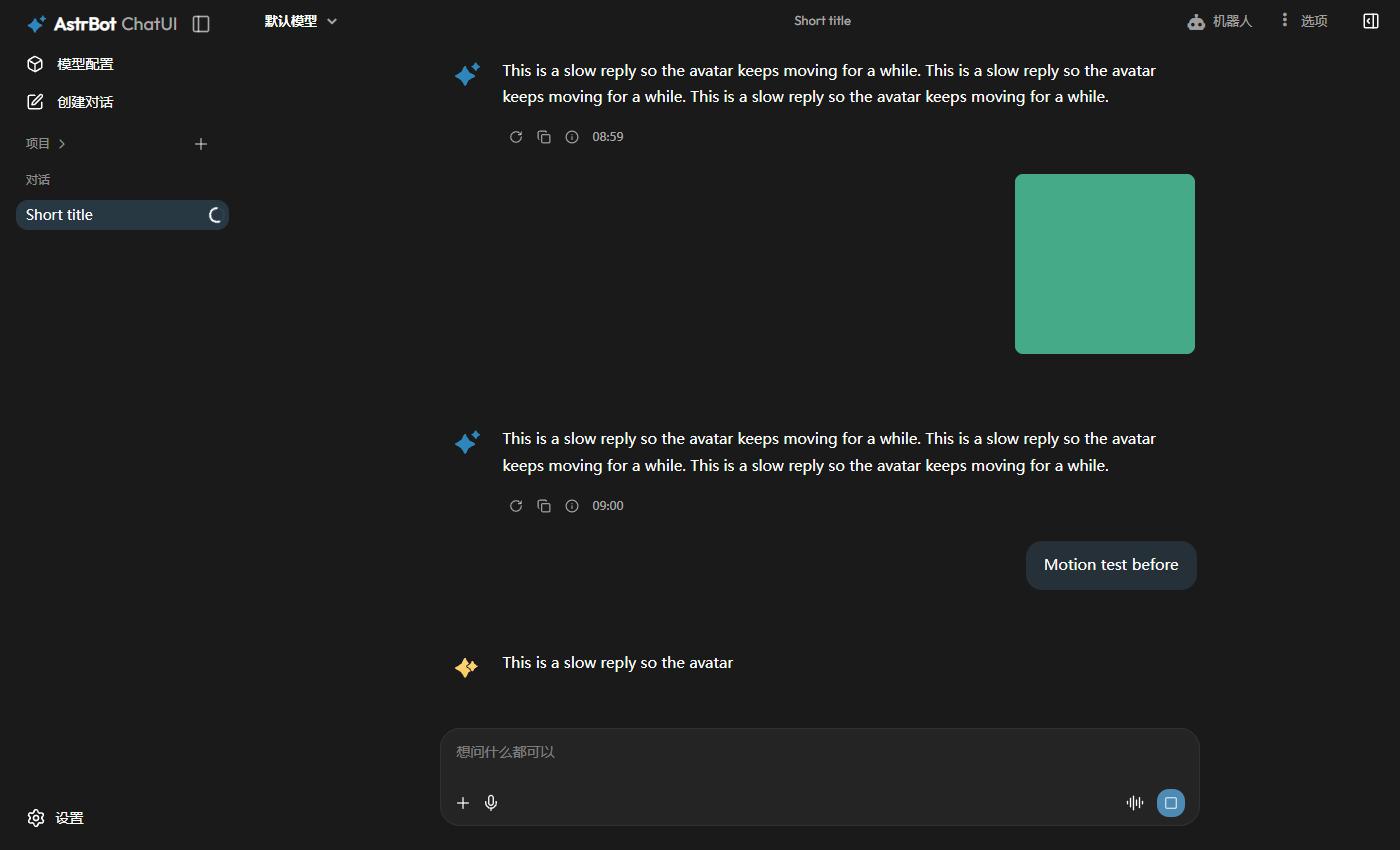 AstrBot ChatUI
默认模型
Short title
机器人
选项
模型配置
创建对话
项目
对话
Short title
This is a slow reply so the avatar keeps moving for a while. This is a slow reply so the avatar
keeps moving for a while. This is a slow reply so the avatar keeps moving for a while.
08:59
This is a slow reply so the avatar keeps moving for a while. This is a slow reply so the avatar
keeps moving for a while. This is a slow reply so the avatar keeps moving for a while.
09:00
Motion test before
This is a slow reply so the avatar
想问什么都可以
设置